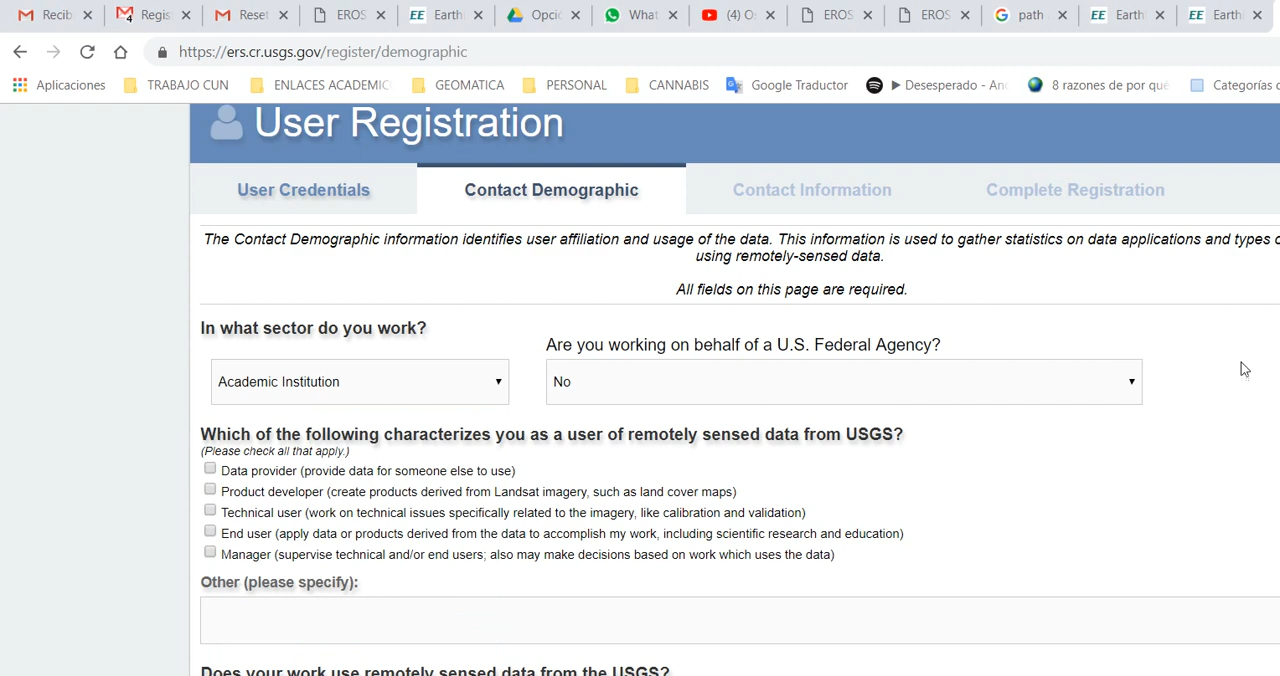 Recib
4
Regis
Reset
EROS
EE Earth
Opció
What
(4) O
EROS
EROS
path
EE Earth
EE Earth
https://ers.cr.usgs.gov/register/demographic
Aplicaciones
TRABAJO CUN
ENLACES ACADEMIC
GEOMATICA
PERSONAL
CANNABIS
Google Traductor
Desesperado - An
8 razones de por qué
Categorías d
User Registration
User Credentials
Contact Demographic
Contact Information
Complete Registration
The Contact Demographic information identifies user affiliation and usage of the data. This information is used to gather statistics on data applications and types o
using remotely-sensed data.
All fields on this page are required.
In what sector do you work?
Are you working on behalf of a U.S. Federal Agency?
Academic Institution
No
Which of the following characterizes you as a user of remotely sensed data from USGS?
(Please check all that apply.)
Data provider (provide data for someone else to use)
Product developer (create products derived from Landsat imagery, such as land cover maps)
Technical user (work on technical issues specifically related to the imagery, like calibration and validation)
End user (apply data or products derived from the data to accomplish my work, including scientific research and education)
Manager (supervise technical and/or end users; also may make decisions based on work which uses the data)
Other (please specify):
Does your work use remotely sensed data from the USGS?